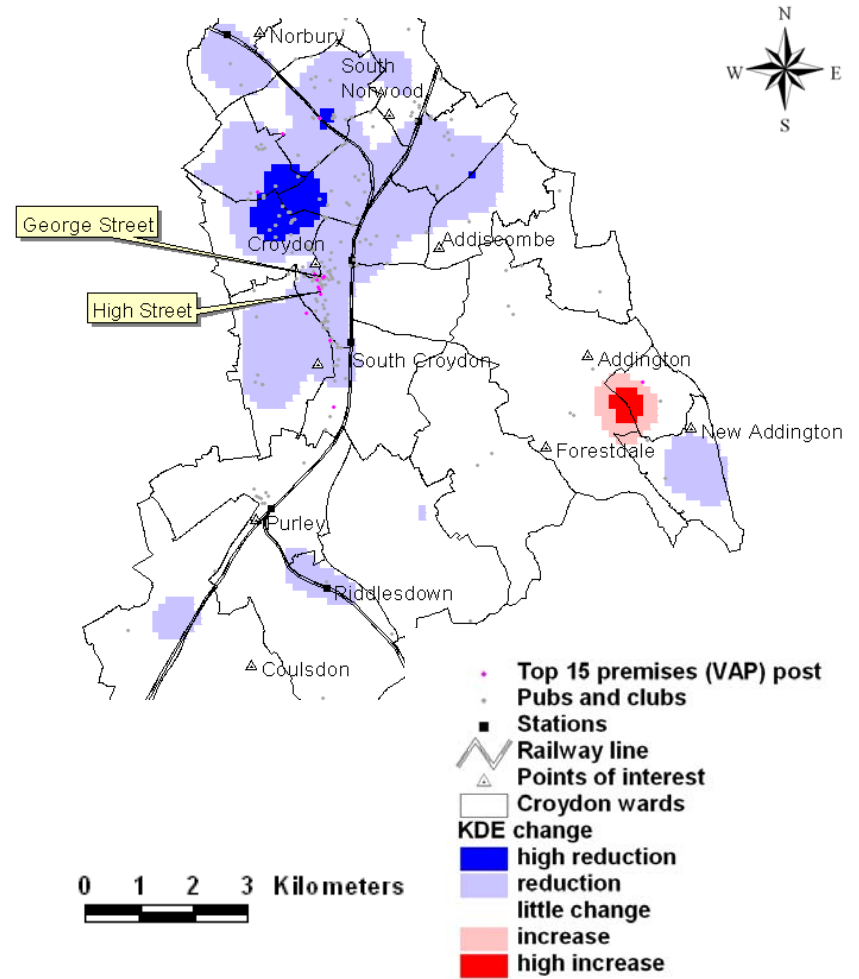 N
W E
S
Norbury
South
Norwood
George Street
Croydon
Addiscombe
High Street
South Croydon
Addington
New Addington
Forestdale
Purley
Riddlesdown
Coulsdon
Top 15 premises (VAP) post
Pubs and clubs
Stations
Railway line
Points of interest
Croydon wards
KDE change
high reduction
reduction
little change
increase
high increase
0 1 2 3 Kilometers